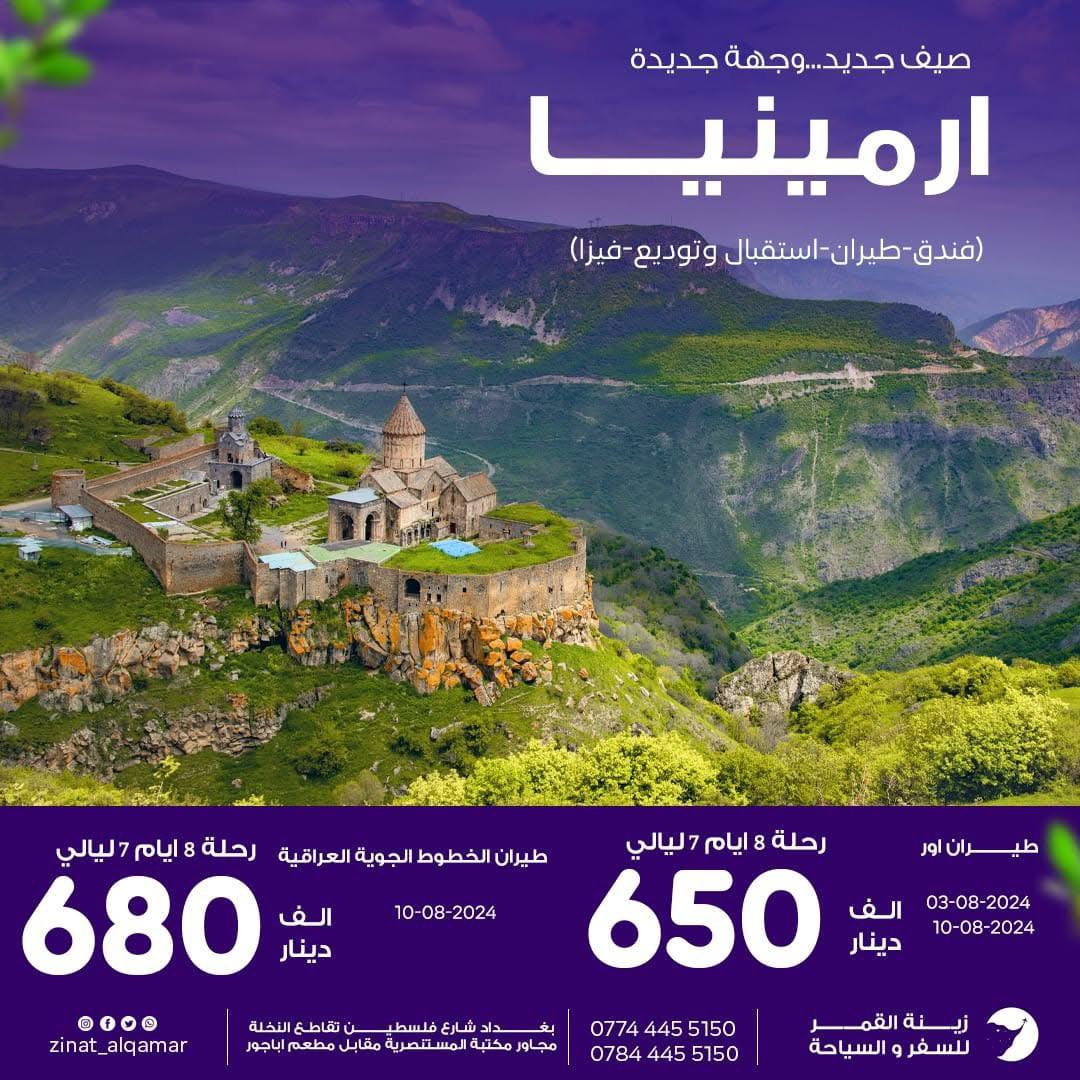 صيف جديد...وجهة جديدة
ارمينيا
(فندق-طيران-استقبال وتوديع-فيزا)
طيران اور
03-08-2024
10-08-2024
رحلة 8 ايام 7 ليالي
650
الف
دينار
طيران الخطوط الجوية العراقية
10-08-2024
رحلة 8 ايام 7 ليالي
680
الف
دينار
زينة القمر
للسفر و السياحة
0774 445 5150
0784 445 5150
بغداد شارع فلسطين تقاطع النخلة
مجاور مكتبة المستنصرية مقابل مطعم اباجور
zinat_alqamar